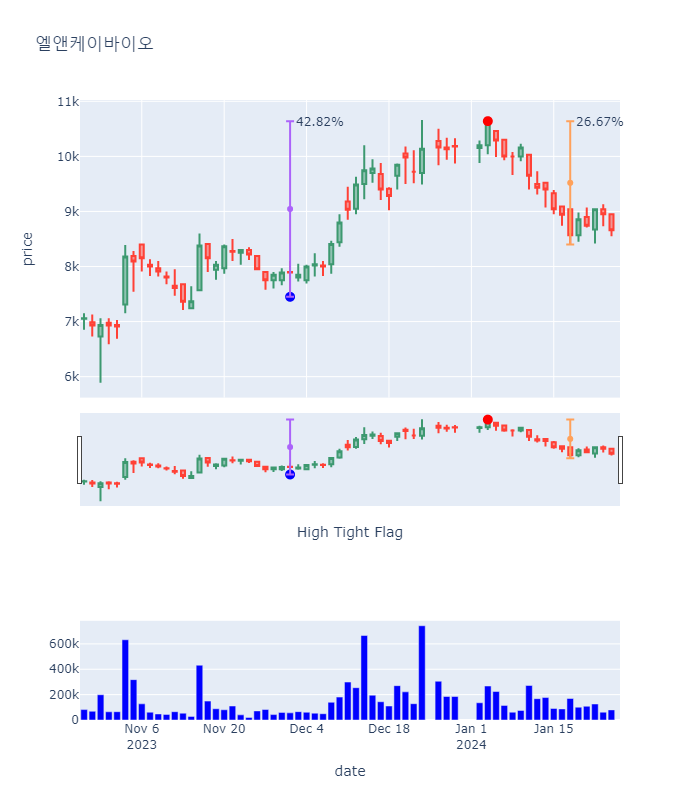 엘앤케이바이오
11k
10k
9k
8k
7k
6k
price
42.82%
26.67%
High Tight Flag
600k
400k
200k
0
Nov 6
2023
Nov 20
Dec 4
Dec 18
Jan 1
2024
Jan 15
date